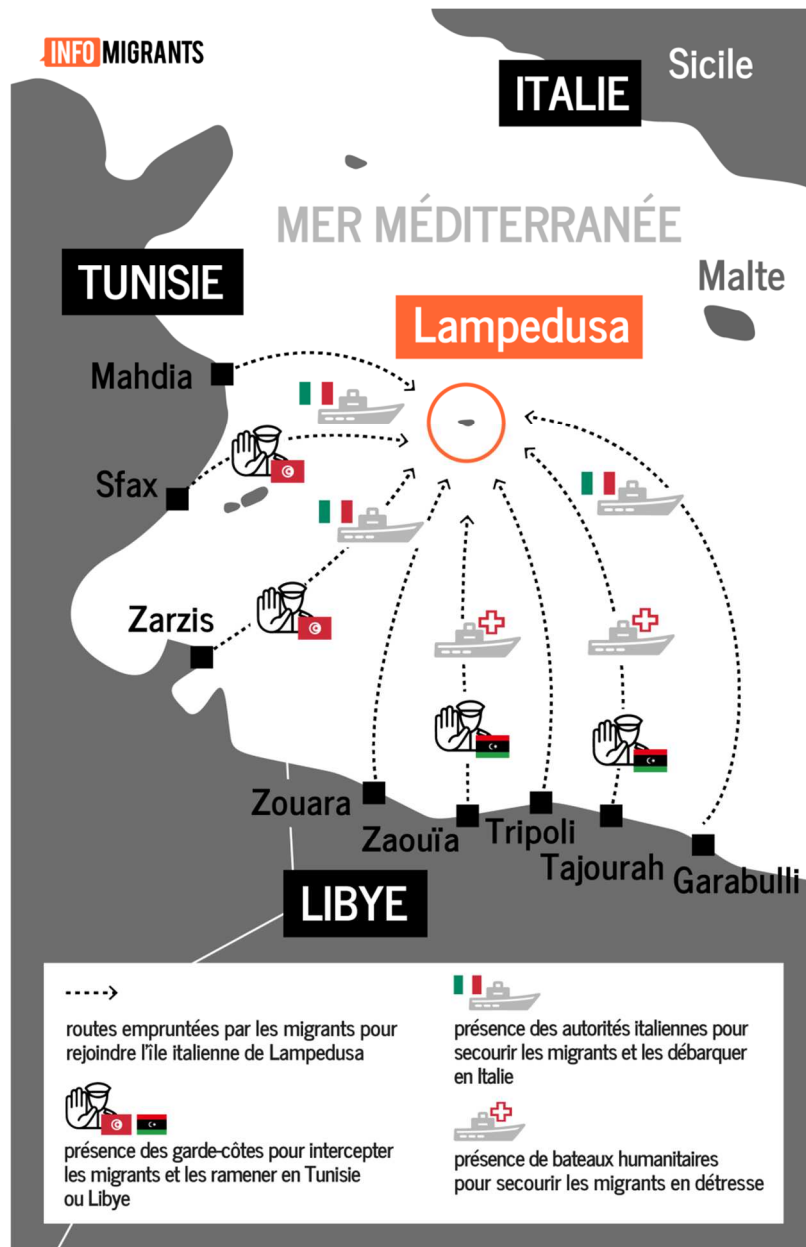 INFOMIGRANTS
Sicile
ITALIE
MER MÉDITERRANÉE
TUNISIE
Malte
Lampedusa
Mahdia
Sfax
Zarzis
Zouara
Zaouïa
Tripoli
Tajourah
Garabulli
LIBYE
routes empruntées par les migrants pour
rejoindre l'île italienne de Lampedusa
présence des garde-côtes pour intercepter
les migrants et les ramener en Tunisie
ou Libye
présence des autorités italiennes pour
secourir les migrants et les débarquer
en Italie
présence de bateaux humanitaires
pour secourir les migrants en détresse